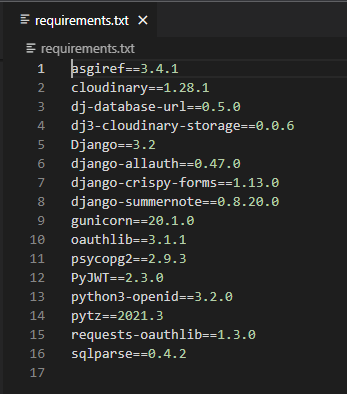 requirements.txt
requirements.txt
1 asgiref==3.4.1
2 cloudinary==1.28.1
3 dj-database-url==0.5.0
4 dj3-cloudinary-storage==0.0.6
5 Django==3.2
6 django-allauth==0.47.0
7 django-crispy-forms==1.13.0
8 django-summernote==0.8.20.0
9 gunicorn==20.1.0
10 oauthlib==3.1.1
11 psycopg2==2.9.3
12 PyJWT==2.3.0
13 python3-openid==3.2.0
14 pytz==2021.3
15 requests-oauthlib==1.3.0
16 sqlparse==0.4.2
17